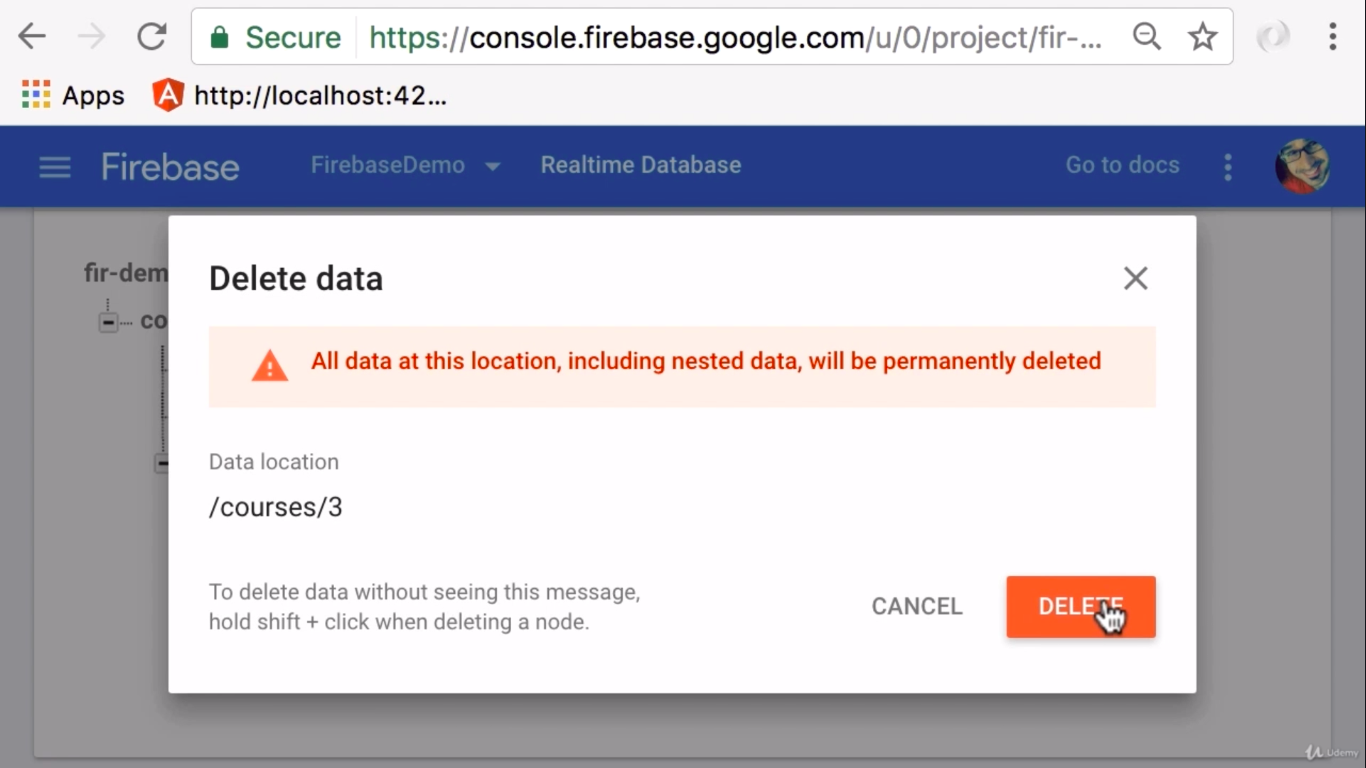 Secure https://console.firebase.google.com/u/0/project/fir-...
Apps http://localhost:42...
Firebase FirebaseDemo Realtime Database Go to docs
fir-dem
co
Delete data
All data at this location, including nested data, will be permanently deleted
Data location
/courses/3
To delete data without seeing this message,
hold shift + click when deleting a node.
CANCEL DELETE
Udemy